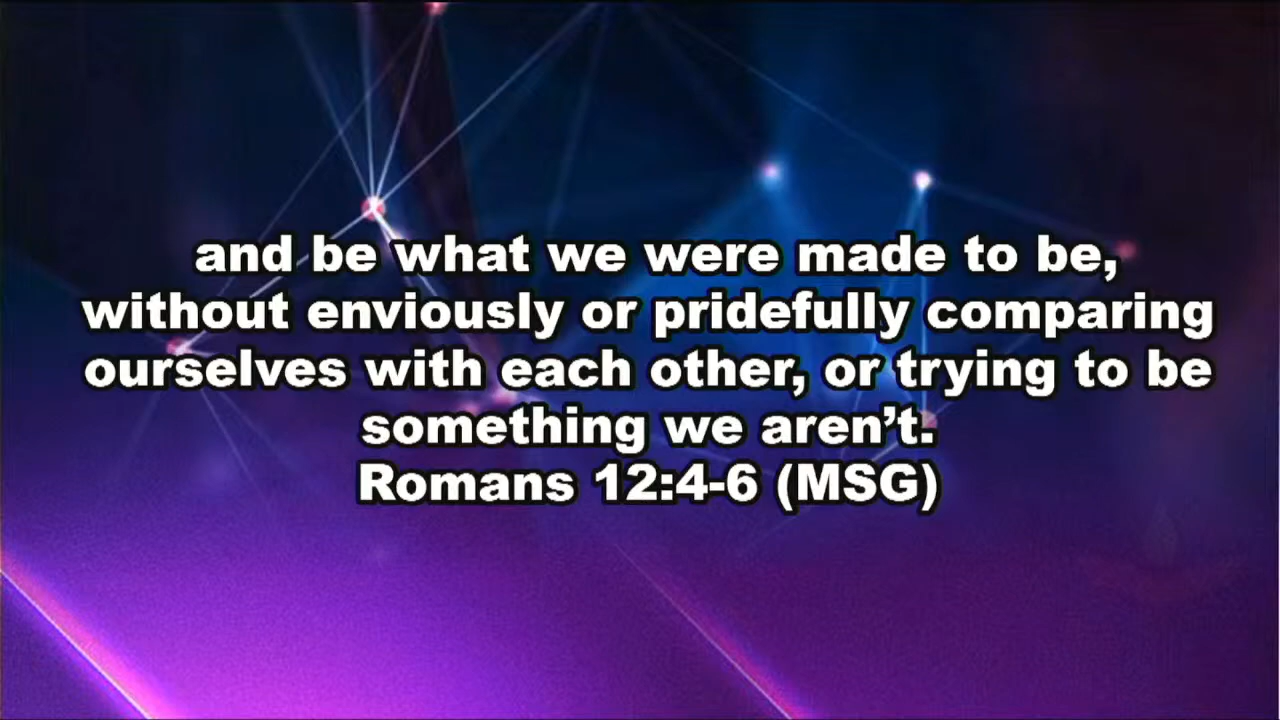 and be what we were made to be,
without enviously or pridefully comparing
ourselves with each other, or trying to be
something we aren’t.
Romans 12:4-6 (MSG)